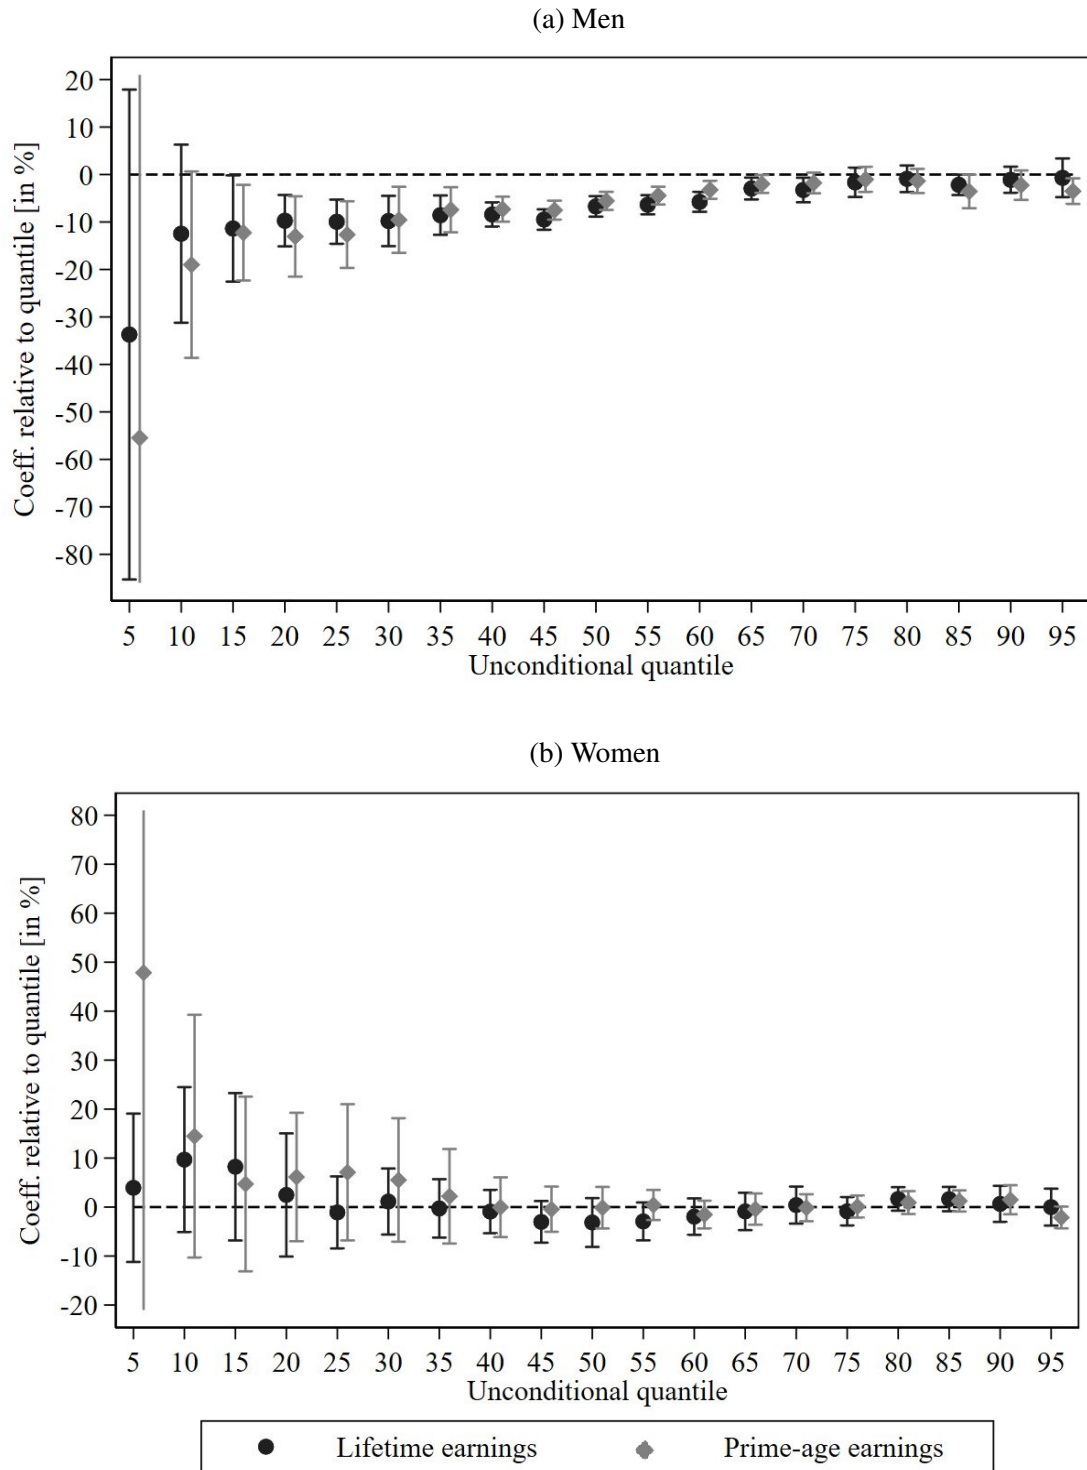 (a) Men
Coeff. relative to quantile [in %]
20
10
0
-10
-20
-30
-40
-50
-60
-70
-80
5 10 15 20 25 30 35 40 45 50 55 60 65 70 75 80 85 90 95
Unconditional quantile
(b) Women
Coeff. relative to quantile [in %]
80
70
60
50
40
30
20
10
0
-10
-20
5 10 15 20 25 30 35 40 45 50 55 60 65 70 75 80 85 90 95
Unconditional quantile
Lifetime earnings Prime-age earnings